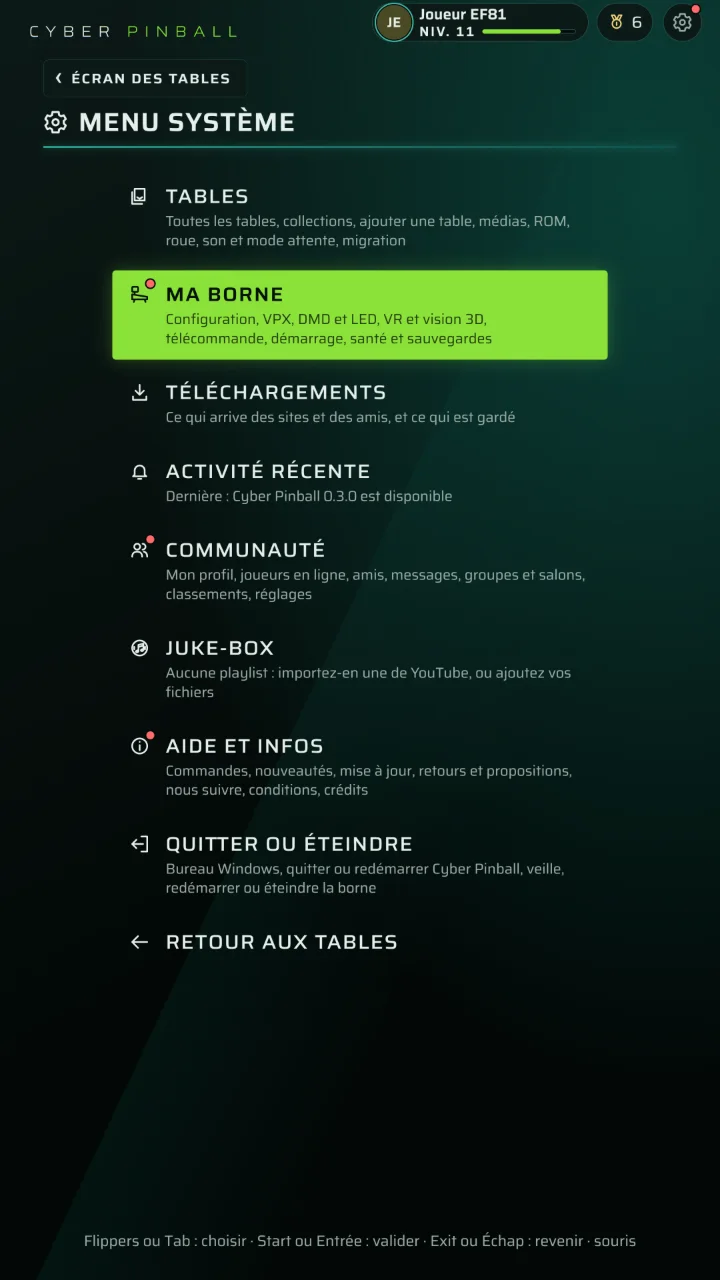 CYBER PINBALL
JE
Joueur EF81
NIV. 11
6
‹ ÉCRAN DES TABLES
MENU SYSTÈME
TABLES
Toutes les tables, collections, ajouter une table, médias, ROM,
roue, son et mode attente, migration
MA BORNE
Configuration, VPX, DMD et LED, VR et vision 3D,
télécommande, démarrage, santé et sauvegardes
TÉLÉCHARGEMENTS
Ce qui arrive des sites et des amis, et ce qui est gardé
ACTIVITÉ RÉCENTE
Dernière : Cyber Pinball 0.3.0 est disponible
COMMUNAUTÉ
Mon profil, joueurs en ligne, amis, messages, groupes et salons,
classements, réglages
JUKE-BOX
Aucune playlist : importez-en une de YouTube, ou ajoutez vos
fichiers
AIDE ET INFOS
Commandes, nouveautés, mise à jour, retours et propositions,
nous suivre, conditions, crédits
QUITTER OU ÉTEINDRE
Bureau Windows, quitter ou redémarrer Cyber Pinball, veille,
redémarrer ou éteindre la borne
RETOUR AUX TABLES
Flippers ou Tab : choisir · Start ou Entrée : valider · Exit ou Échap : revenir · souris